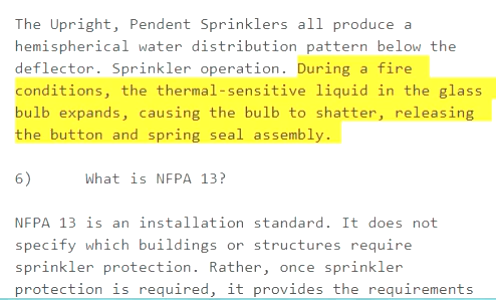 The Upright, Pendent Sprinklers all produce a
hemispherical water distribution pattern below the
deflector. Sprinkler operation. During a fire
conditions, the thermal-sensitive liquid in the glass
bulb expands, causing the bulb to shatter, releasing
the button and spring seal assembly.
6) What is NFPA 13?
NFPA 13 is an installation standard. It does not
specify which buildings or structures require
sprinkler protection. Rather, once sprinkler
protection is required, it provides the requirements